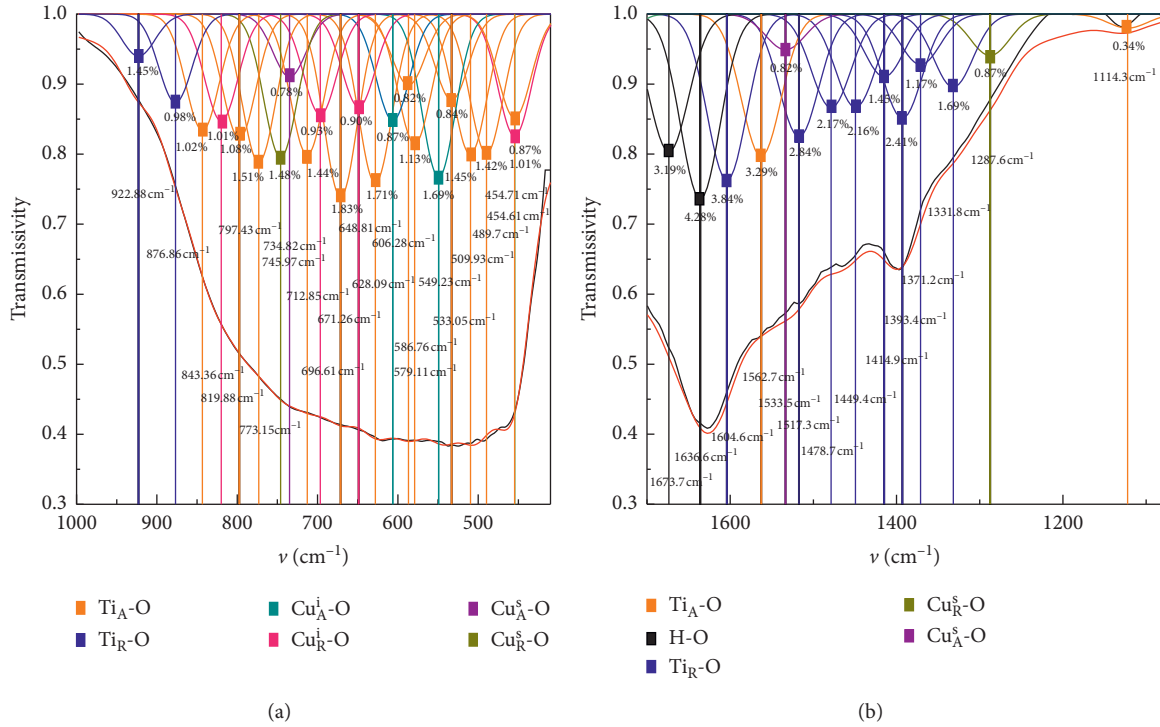 1.0
0.9
0.8
0.7
0.6
0.5
0.4
0.3
Transmissivity
1000
900
800
700
600
500
ν (cm⁻¹)
1.45%
0.98%
1.02%
1.01%
1.08%
1.51%
1.48%
0.78%
1.44%
0.93%
1.83%
0.90%
1.71%
0.87%
0.82%
1.13%
1.69%
0.84%
1.45%
1.42%
0.87%
1.01%
922.88 cm⁻¹
876.86 cm⁻¹
843.36 cm⁻¹
819.88 cm⁻¹
797.43 cm⁻¹
773.15 cm⁻¹
734.82 cm⁻¹
745.97 cm⁻¹
712.85 cm⁻¹
671.26 cm⁻¹
696.61 cm⁻¹
648.81 cm⁻¹
628.09 cm⁻¹
606.28 cm⁻¹
586.76 cm⁻¹
579.11 cm⁻¹
549.23 cm⁻¹
533.05 cm⁻¹
509.93 cm⁻¹
489.7 cm⁻¹
454.71 cm⁻¹
454.61 cm⁻¹
Ti_A-O
Ti_R-O
Cu^i_A-O
Cu^i_R-O
Cu^s_A-O
Cu^s_R-O
(a)
1.0
0.9
0.8
0.7
0.6
0.5
0.4
0.3
Transmissivity
1600
1400
1200
ν (cm⁻¹)
3.19%
4.28%
3.84%
3.29%
0.82%
2.84%
2.17%
2.16%
1.45%
2.41%
1.17%
1.69%
0.87%
0.34%
1673.7 cm⁻¹
1636.6 cm⁻¹
1604.6 cm⁻¹
1562.7 cm⁻¹
1533.5 cm⁻¹
1517.3 cm⁻¹
1478.7 cm⁻¹
1449.4 cm⁻¹
1414.9 cm⁻¹
1393.4 cm⁻¹
1371.2 cm⁻¹
1331.8 cm⁻¹
1287.6 cm⁻¹
1114.3 cm⁻¹
Ti_A-O
H-O
Ti_R-O
Cu^s_R-O
Cu^s_A-O
(b)